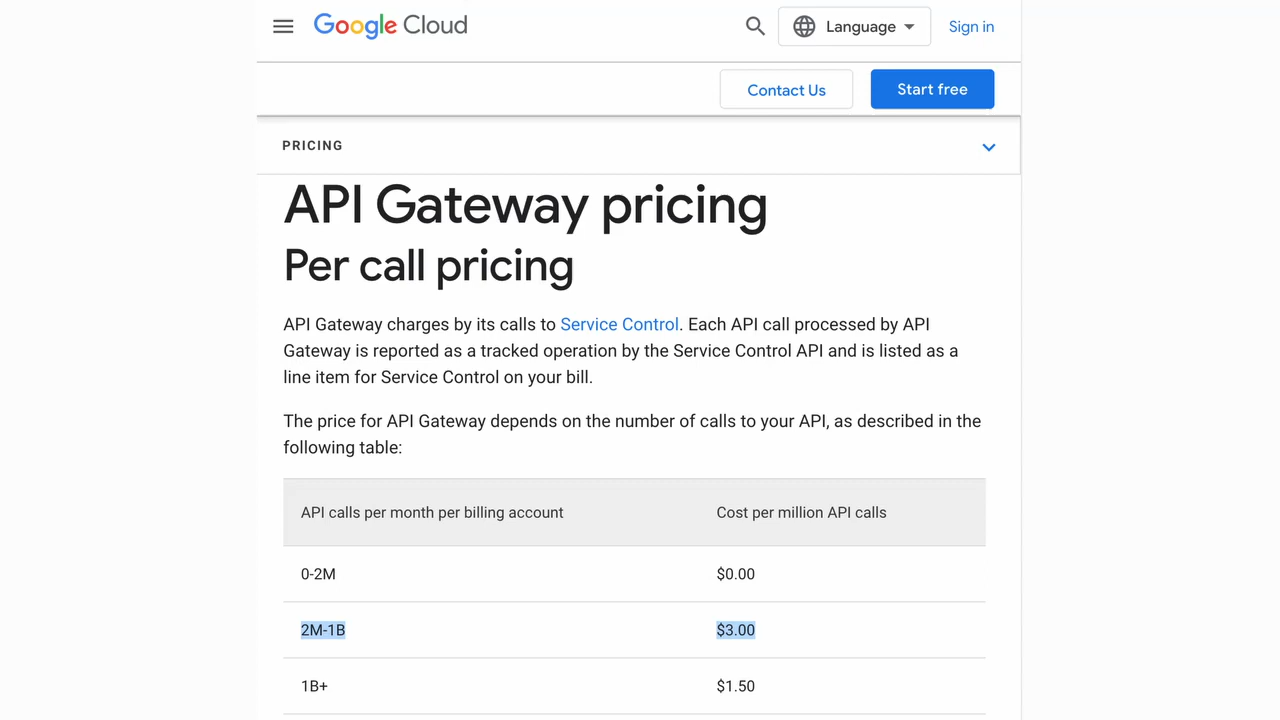 Google Cloud
Language
Sign in
Contact Us
Start free
PRICING
API Gateway pricing
Per call pricing
API Gateway charges by its calls to Service Control. Each API call processed by API
Gateway is reported as a tracked operation by the Service Control API and is listed as a
line item for Service Control on your bill.
The price for API Gateway depends on the number of calls to your API, as described in the
following table:
API calls per month per billing account
Cost per million API calls
0-2M
$0.00
2M-1B
$3.00
1B+
$1.50